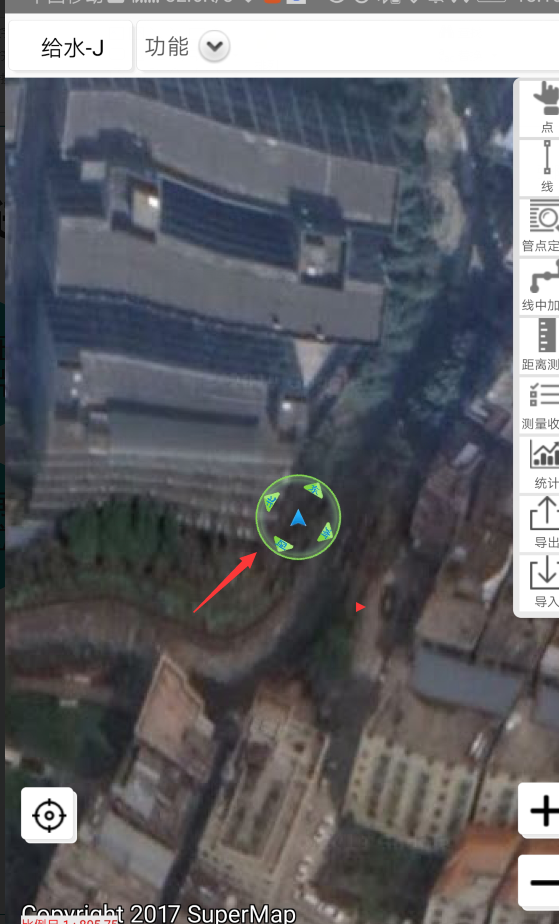 给水-J
功能
点
线
管点定
线中加
距离测
测量收
统计
导出
导入
Copyright 2017 SuperMap